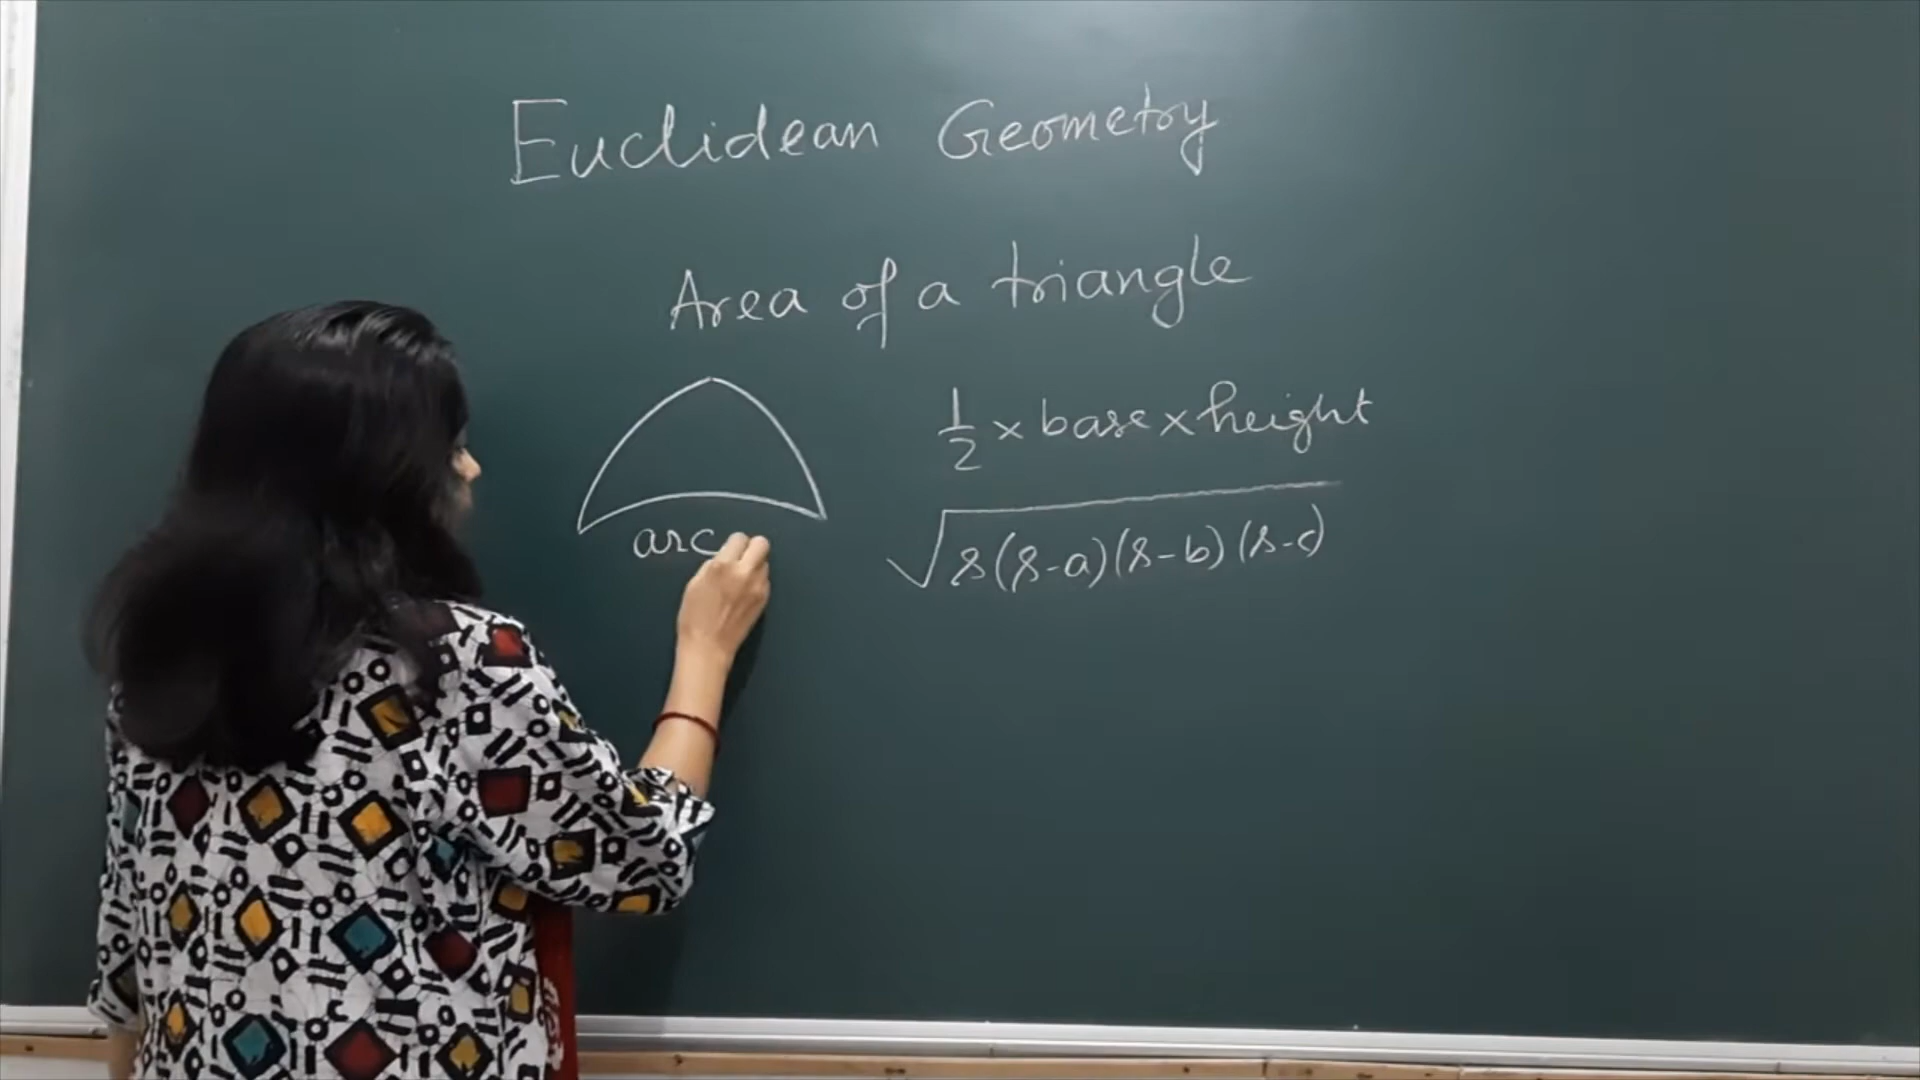 Euclidean Geometry
Area of a triangle
1/2 × base × height
√s(s-a)(s-b)(s-c)
arc